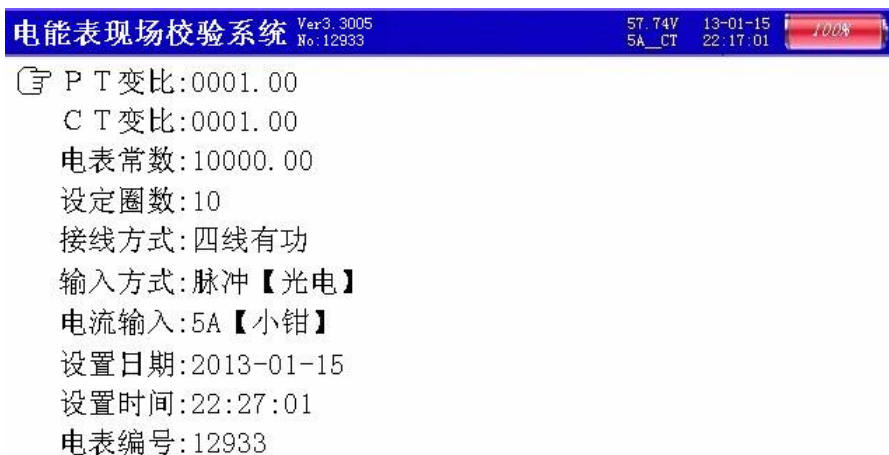 电能表现场校验系统 Ver3.3005 No:12933 57.74V 5A__CT 13-01-15 22:17:01 100%
PT变比:0001.00
CT变比:0001.00
电表常数:10000.00
设定圈数:10
接线方式:四线有功
输入方式:脉冲【光电】
电流输入:5A【小钳】
设置日期:2013-01-15
设置时间:22:27:01
电表编号:12933